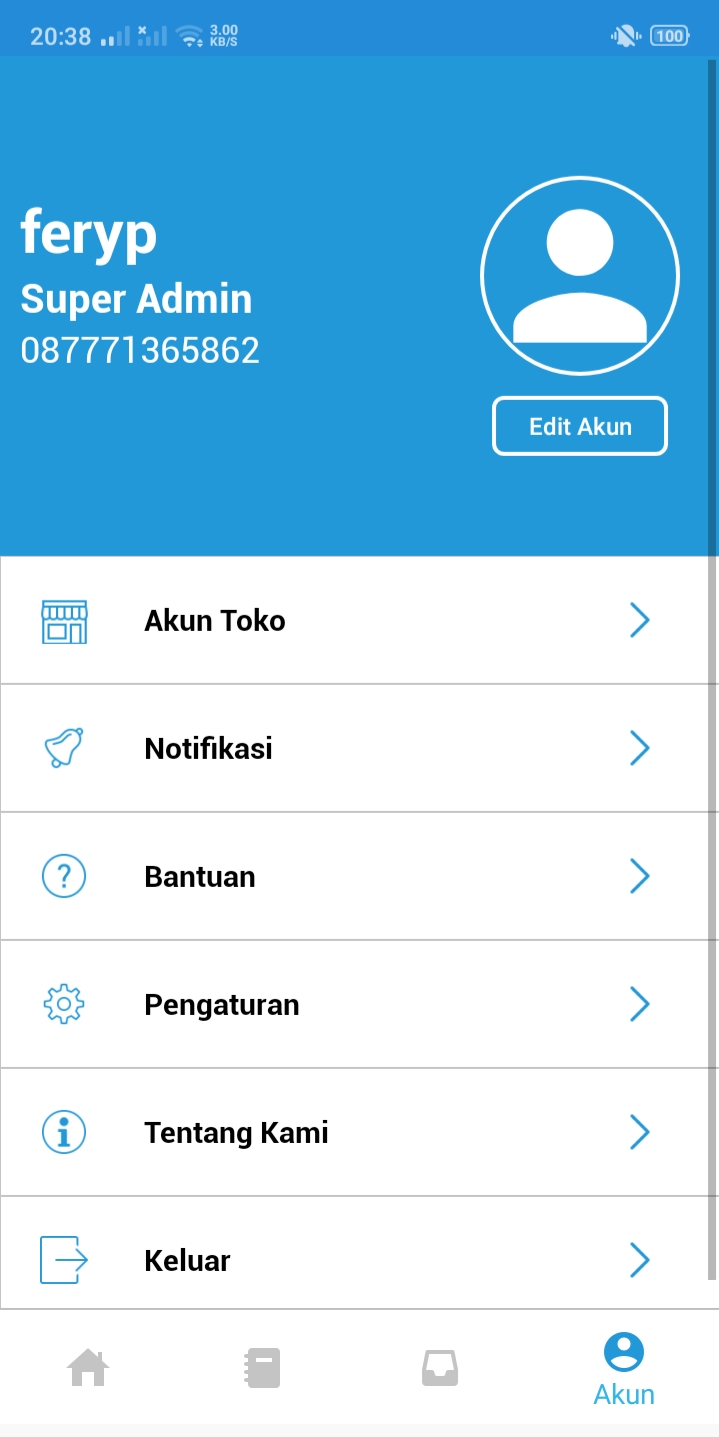 20:38 3.00 KB/S 100
feryp
Super Admin
087771365862
Edit Akun
Akun Toko
Notifikasi
Bantuan
Pengaturan
Tentang Kami
Keluar
Akun